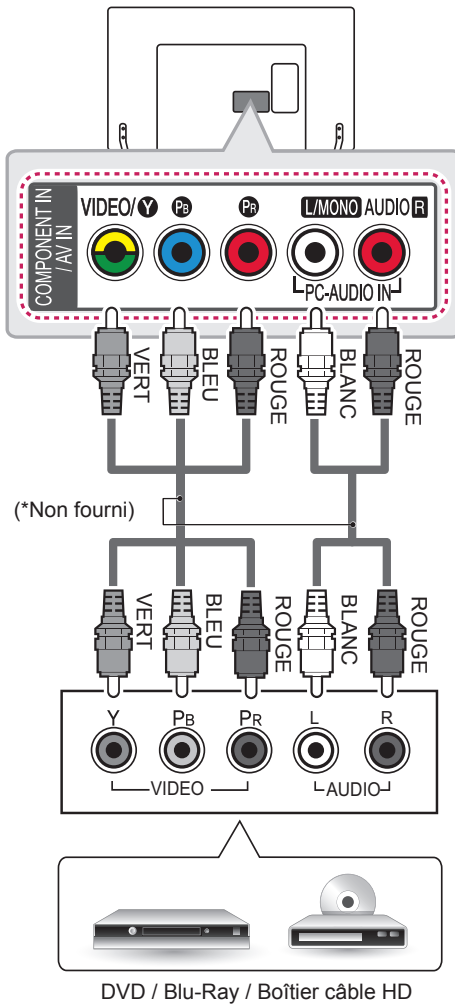 COMPONENT IN
/ AV IN
VIDEO/Y PB PR L/MONO AUDIO R
PC-AUDIO IN
VERT BLEU ROUGE BLANC ROUGE
(*Non fourni)
VERT BLEU ROUGE BLANC ROUGE
Y PB PR L R
VIDEO AUDIO
DVD / Blu-Ray / Boîtier câble HD